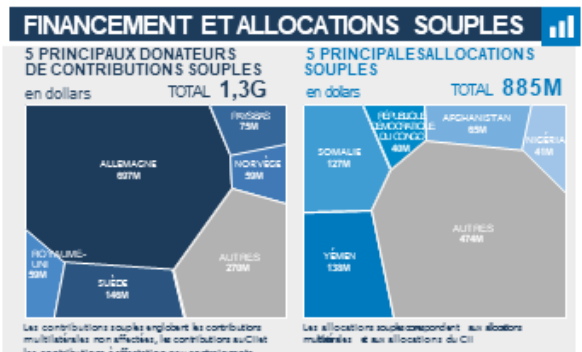 FINANCEMENT ET ALLOCATIONS SOUPLES
5 PRINCIPAUX DONATEURS
DE CONTRIBUTIONS SOUPLES
en dollars TOTAL 1,3G
ALLEMAGNE
697M
PAYS-BAS
75M
NORVÈGE
59M
ROYAUME-
UNI
59M
SUÈDE
146M
AUTRES
270M
Les contributions souples englobent les contributions
multilatérales non affectées, les contributions au CII et
les contributions
5 PRINCIPALES ALLOCATIONS
SOUPLES
en dollars TOTAL 885M
SOMALIE
127M
RÉPUBLIQUE
DÉMOCRATIQUE
DU CONGO
40M
AFGHANISTAN
65M
NIGÉRIA
41M
YÉMEN
138M
AUTRES
474M
Les allocations souples correspondent aux allocations
multilatérales et aux allocations du CII